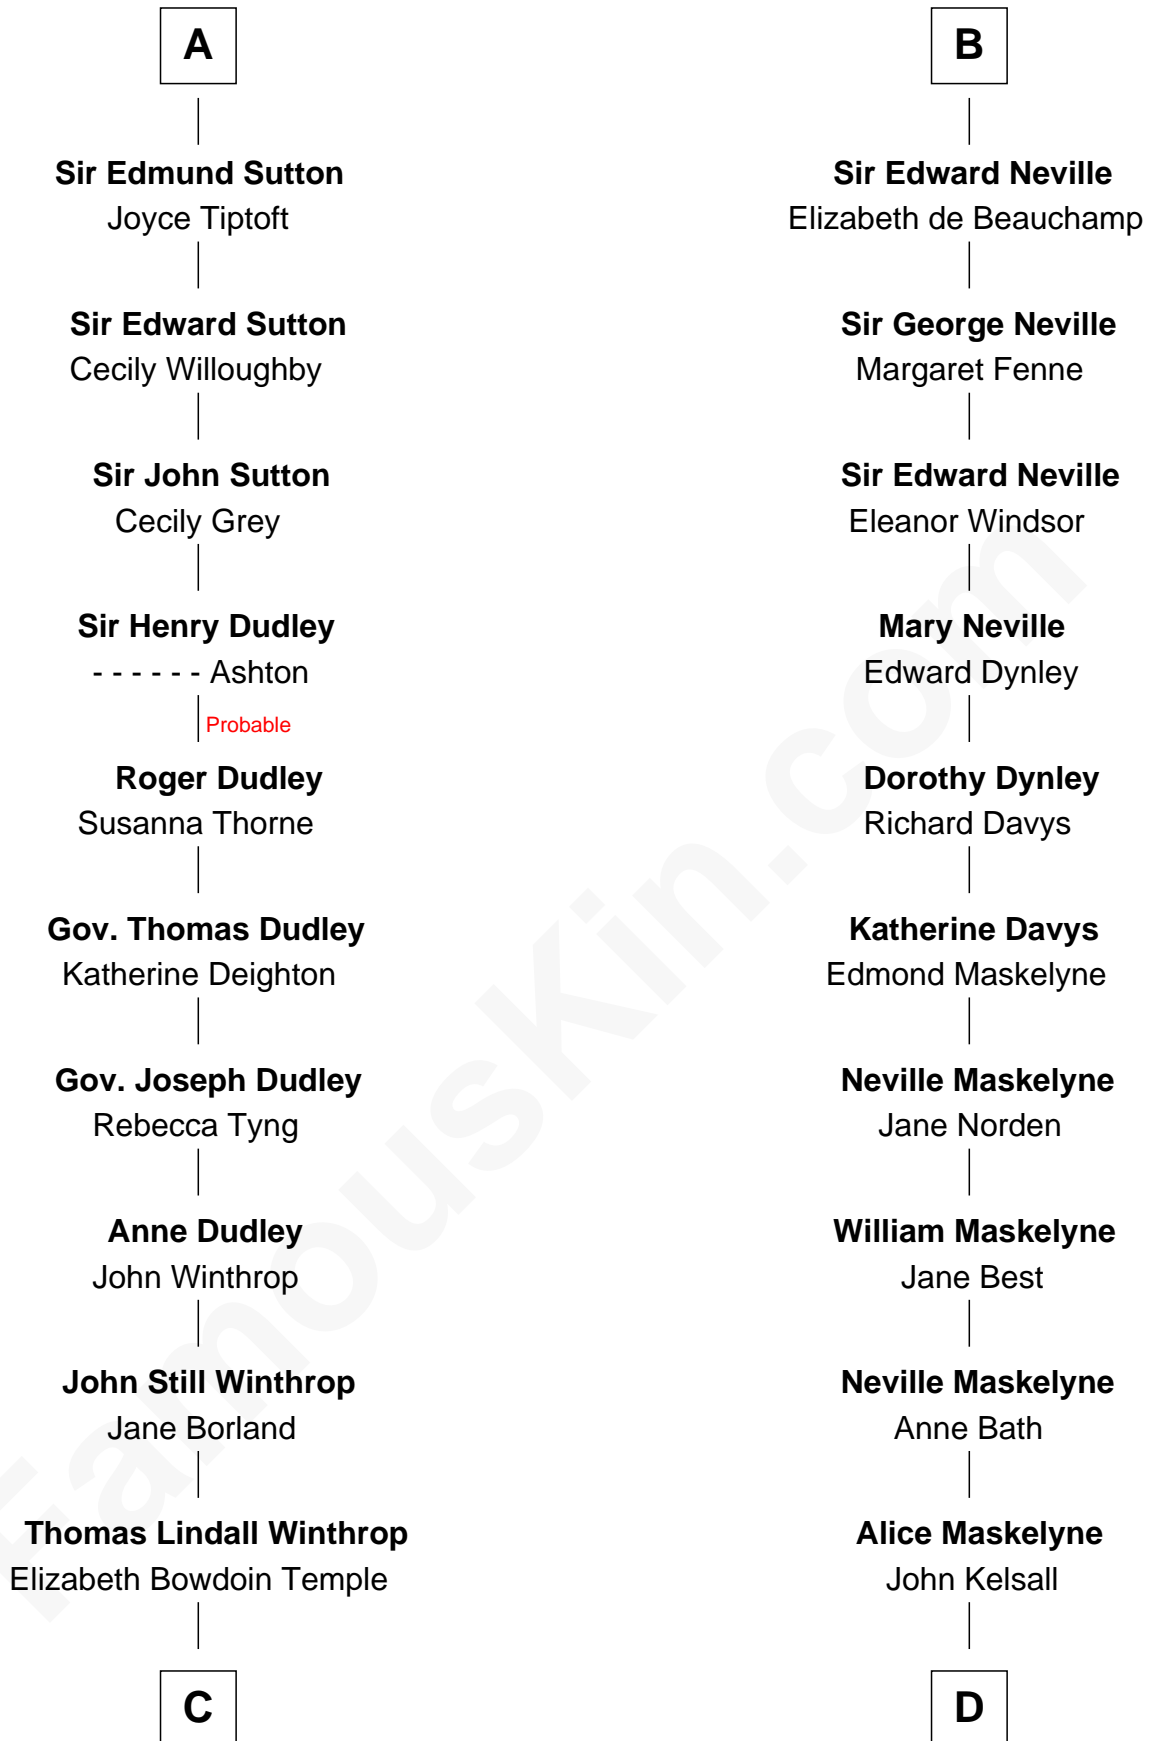 A
Sir Edmund Sutton
Joyce Tiptoft
Sir Edward Sutton
Cecily Willoughby
Sir John Sutton
Cecily Grey
Sir Henry Dudley
- - - - - - Ashton
Probable
Roger Dudley
Susanna Thorne
Gov. Thomas Dudley
Katherine Deighton
Gov. Joseph Dudley
Rebecca Tyng
Anne Dudley
John Winthrop
John Still Winthrop
Jane Borland
Thomas Lindall Winthrop
Elizabeth Bowdoin Temple
C
B
Sir Edward Neville
Elizabeth de Beauchamp
Sir George Neville
Margaret Fenne
Sir Edward Neville
Eleanor Windsor
Mary Neville
Edward Dynley
Dorothy Dynley
Richard Davys
Katherine Davys
Edmond Maskelyne
Neville Maskelyne
Jane Norden
William Maskelyne
Jane Best
Neville Maskelyne
Anne Bath
Alice Maskelyne
John Kelsall
D
FamousKin.com